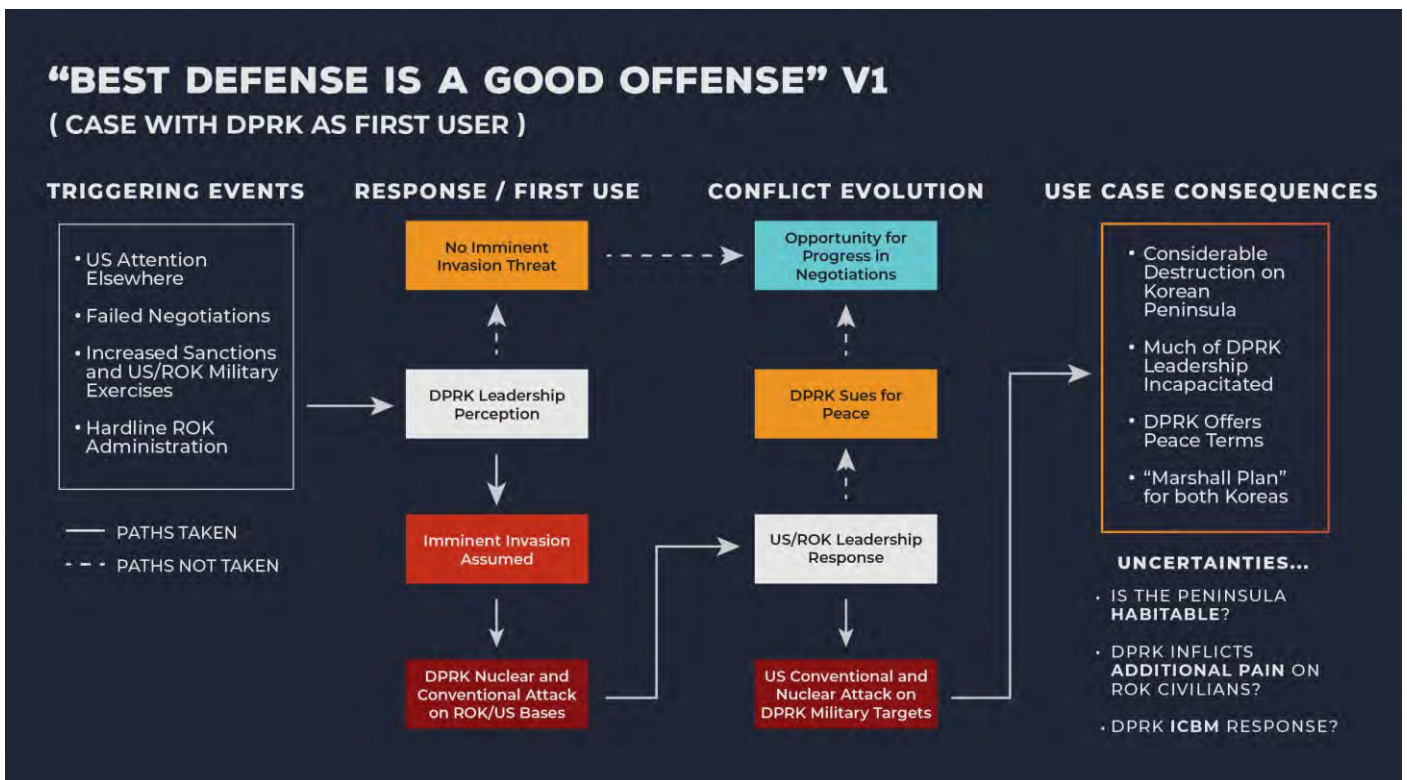 “BEST DEFENSE IS A GOOD OFFENSE” V1
( CASE WITH DPRK AS FIRST USER )
TRIGGERING EVENTS
• US Attention
Elsewhere
• Failed Negotiations
• Increased Sanctions
and US/ROK Military
Exercises
• Hardline ROK
Administration
PATHS TAKEN
PATHS NOT TAKEN
RESPONSE / FIRST USE
No Imminent
Invasion Threat
DPRK Leadership
Perception
Imminent Invasion
Assumed
DPRK Nuclear and
Conventional Attack
on ROK/US Bases
CONFLICT EVOLUTION
Opportunity for
Progress in
Negotiations
DPRK Sues for
Peace
US/ROK Leadership
Response
US Conventional and
Nuclear Attack on
DPRK Military Targets
USE CASE CONSEQUENCES
• Considerable
Destruction on
Korean
Peninsula
• Much of DPRK
Leadership
Incapacitated
• DPRK Offers
Peace Terms
• “Marshall Plan”
for both Koreas
UNCERTAINTIES...
• IS THE PENINSULA
HABITABLE?
• DPRK INFLICTS
ADDITIONAL PAIN ON
ROK CIVILIANS?
• DPRK ICBM RESPONSE?